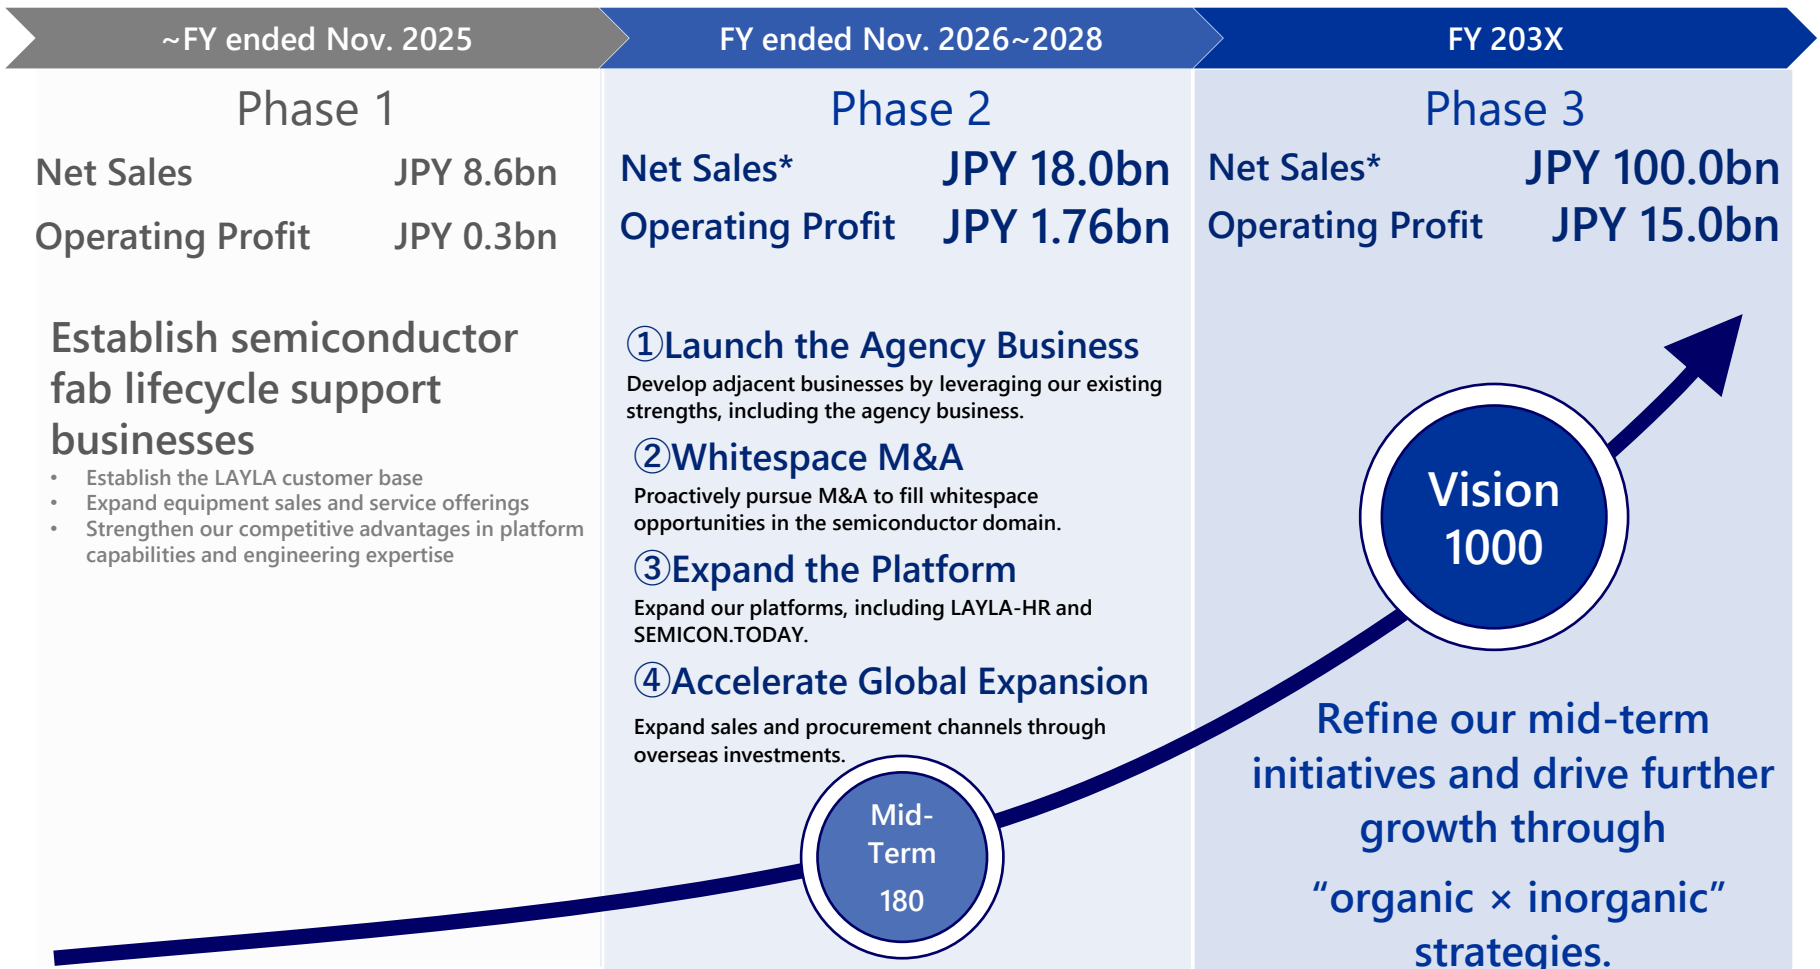 ~FY ended Nov. 2025
FY ended Nov. 2026~2028
FY 203X
Phase 1
Net Sales JPY 8.6bn
Operating Profit JPY 0.3bn
Establish semiconductor
fab lifecycle support
businesses
• Establish the LAYLA customer base
• Expand equipment sales and service offerings
• Strengthen our competitive advantages in platform
capabilities and engineering expertise
Phase 2
Net Sales* JPY 18.0bn
Operating Profit JPY 1.76bn
①Launch the Agency Business
Develop adjacent businesses by leveraging our existing
strengths, including the agency business.
②Whitespace M&A
Proactively pursue M&A to fill whitespace
opportunities in the semiconductor domain.
③Expand the Platform
Expand our platforms, including LAYLA-HR and
SEMICON.TODAY.
④Accelerate Global Expansion
Expand sales and procurement channels through
overseas investments.
Mid-
Term
180
Phase 3
Net Sales* JPY 100.0bn
Operating Profit JPY 15.0bn
Vision
1000
Refine our mid-term
initiatives and drive further
growth through
“organic × inorganic”
strategies.